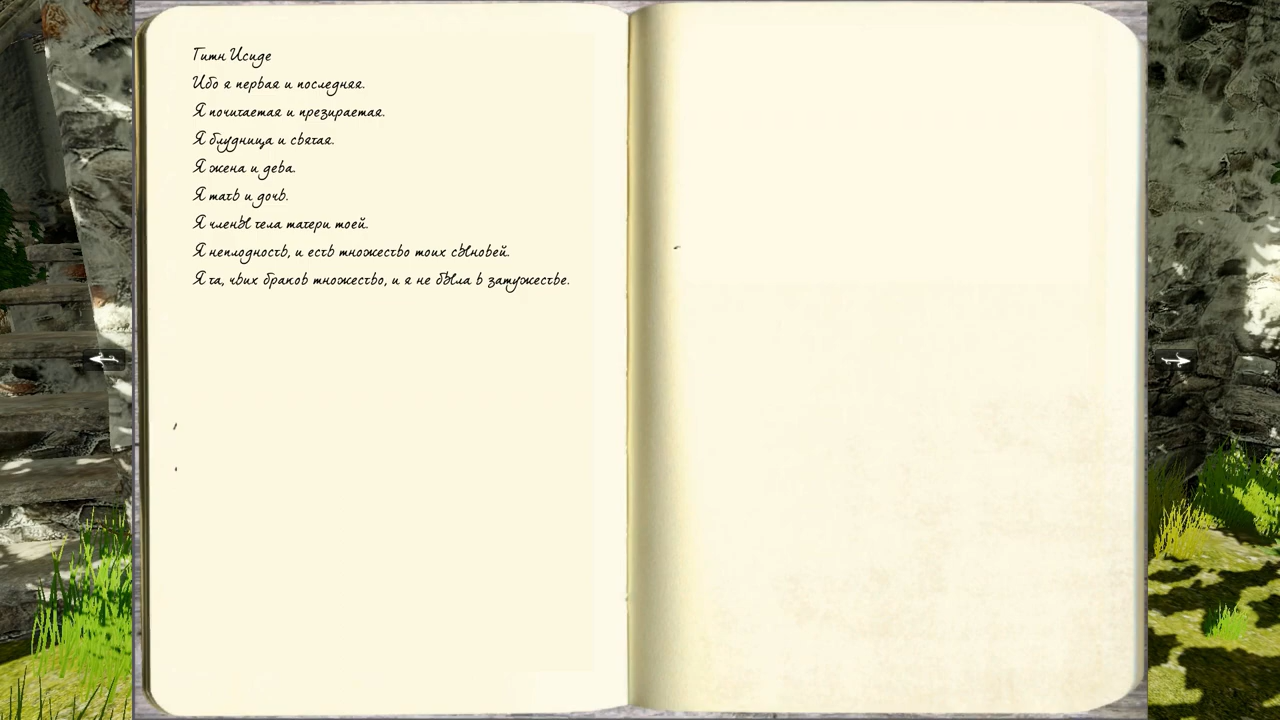 Гимн Исиде
Ибо я первая и последняя.
Я почитаемая и презираемая.
Я блудница и святая.
Я жена и дева.
Я мать и дочь.
Я члены тела матери моей.
Я неплодность, и есть множество моих сыновей.
Я та, чьих браков множество, и я не была в замужестве.